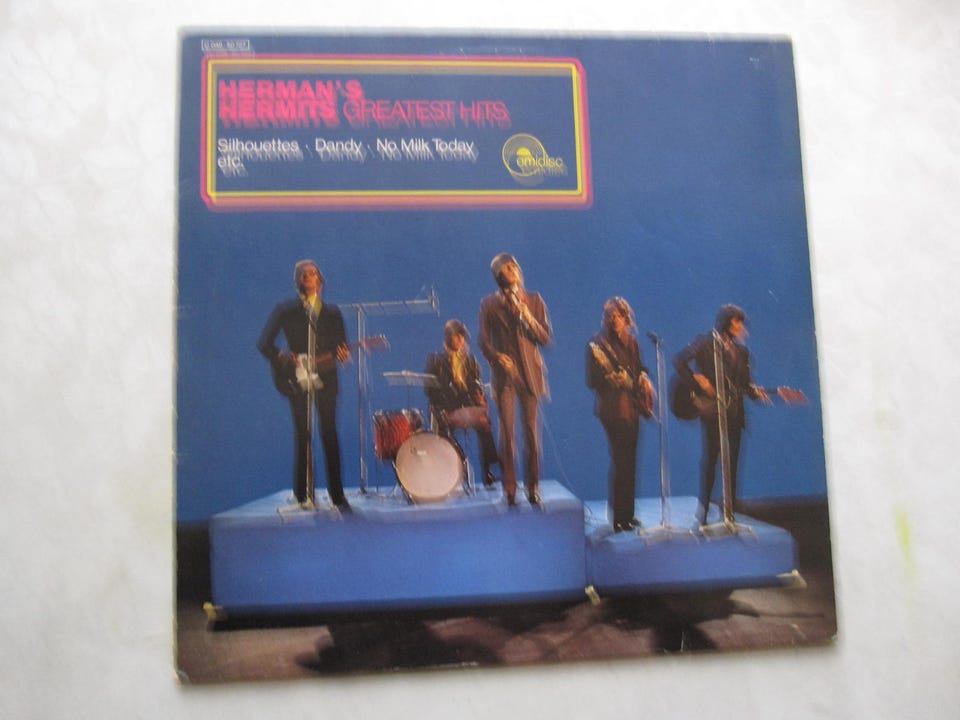 HERMAN'S
HERMITS GREATEST HITS
Silhouettes · Dandy · No Milk Today
etc.
emidisc